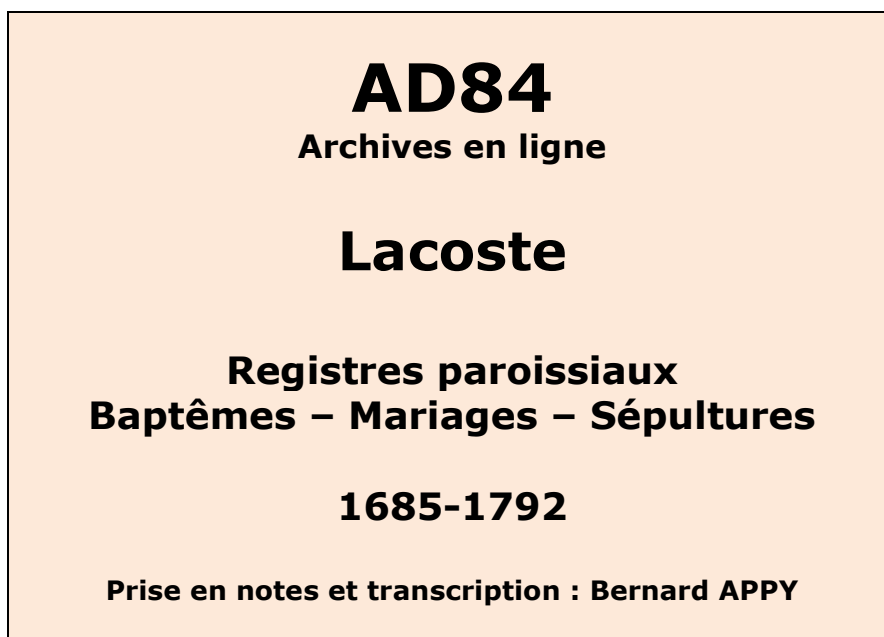 AD84
Archives en ligne
Lacoste
Registres paroissiaux
Baptêmes – Mariages – Sépultures
1685-1792
Prise en notes et transcription : Bernard APPY